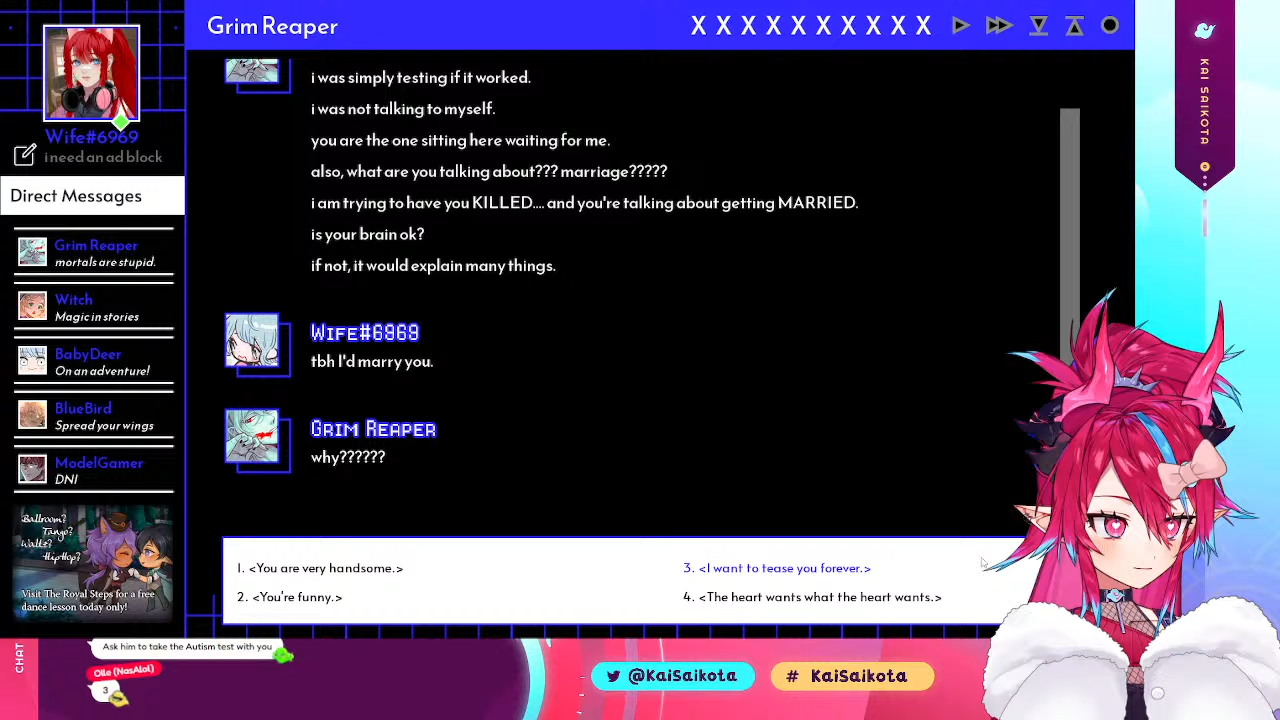 Grim Reaper
X X X X X X X X X X
Wife#6969
i need an ad block
Direct Messages
Grim Reaper
mortals are stupid.
Witch
Magic in stories
BabyDeer
On an adventure!
BlueBird
Spread your wings
ModelGamer
DNI
Ballroom?
Tango?
Waltz?
HipHop?
Visit The Royal Steps for a free
dance lesson today only!
i was simply testing if it worked.
i was not talking to myself.
you are the one sitting here waiting for me.
also, what are you talking about??? marriage?????
i am trying to have you KILLED.... and you're talking about getting MARRIED.
is your brain ok?
if not, it would explain many things.
Wife#6969
tbh I'd marry you.
Grim Reaper
why??????
1. <You are very handsome.>
2. <You're funny.>
3. <I want to tease you forever.>
4. <The heart wants what the heart wants.>
KAI SAIKOTA
CHAT
Ask him to take the Autism test with you
Olle (NasAlol)
3
@KaiSaikota
# KaiSaikota